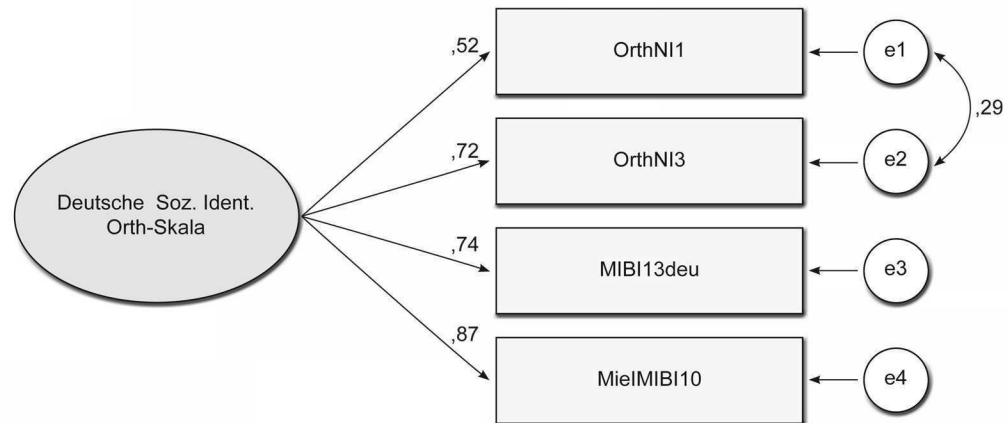 ,52
OrthNI1
e1
,29
,72
OrthNI3
e2
Deutsche Soz. Ident.
Orth-Skala
,74
MIBI13deu
e3
,87
MielMIBI10
e4